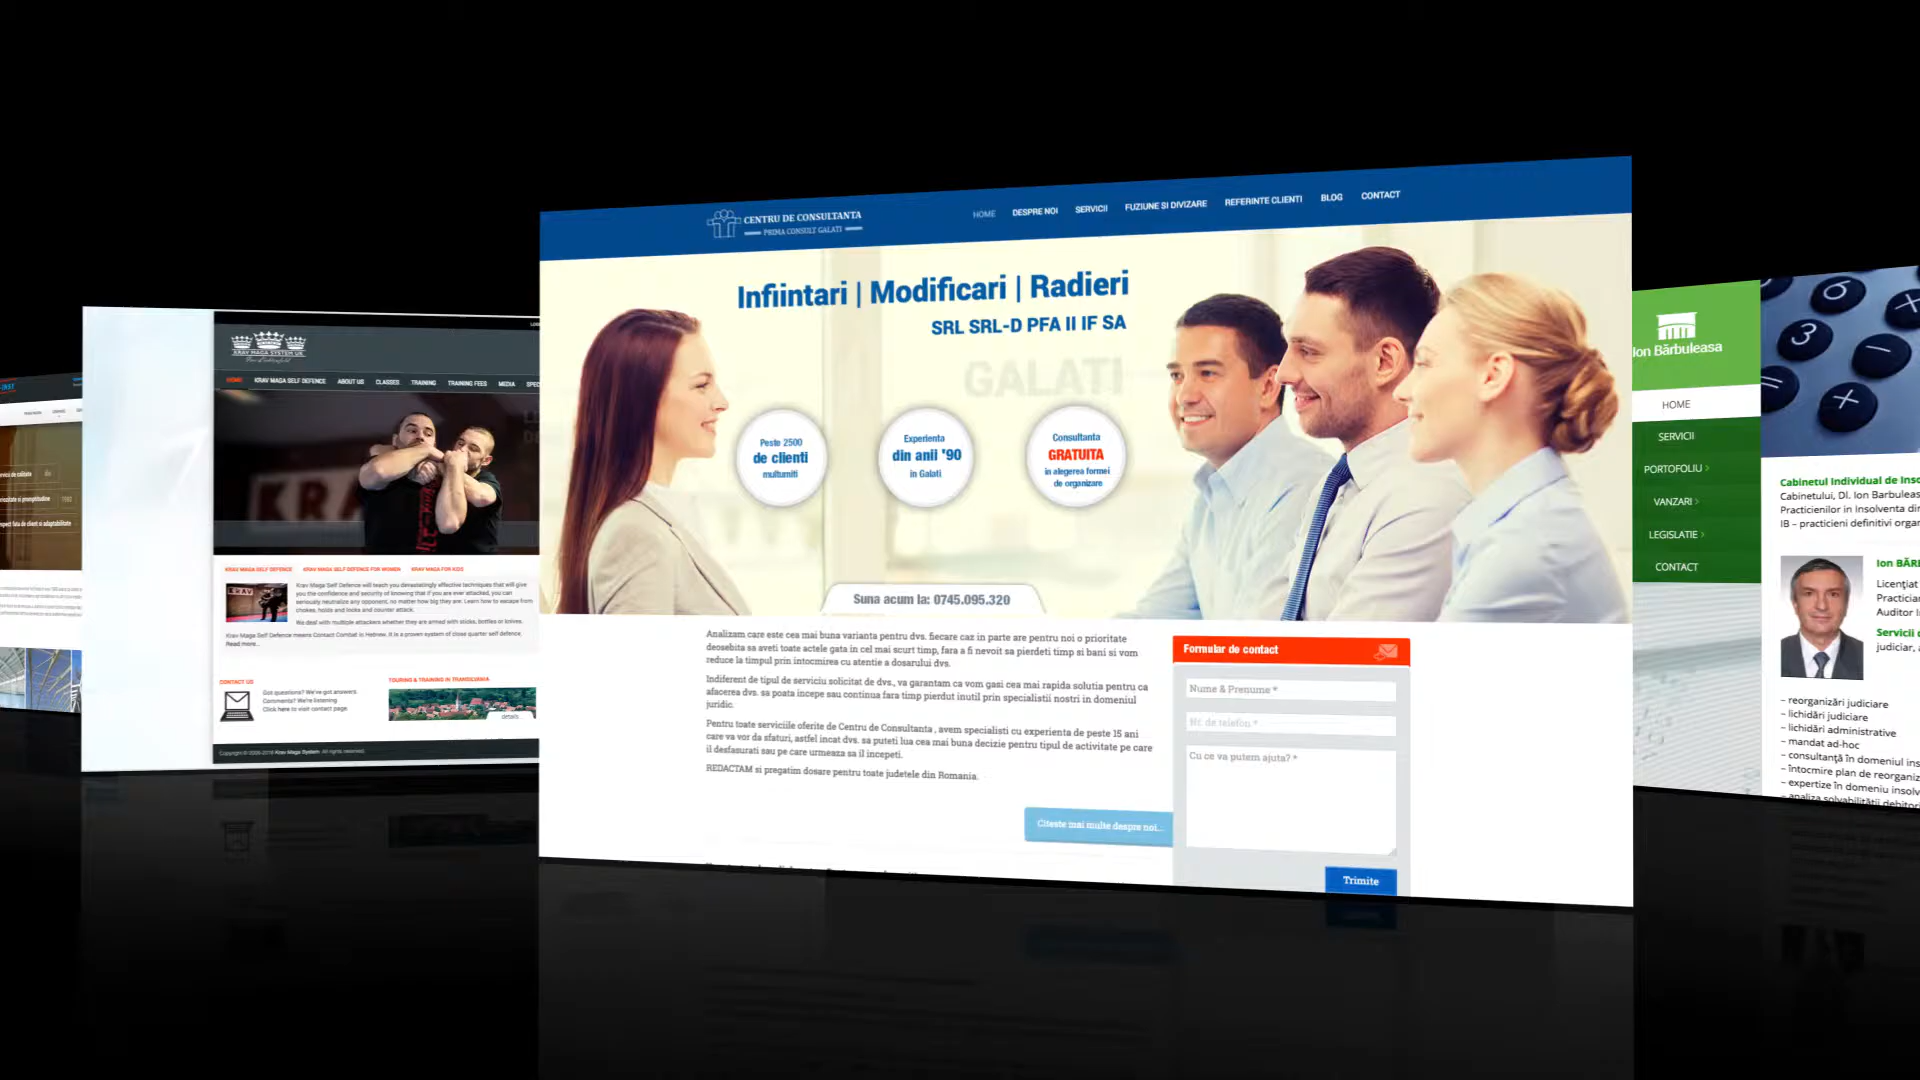 servicii de calitate
respect fata de client si adaptabilitate
KRAV MAGA SYSTEM UK
HOME
KRAV MAGA SELF DEFENCE
ABOUT US
CLASSES
TRAINING
TRAINING FEES
MEDIA
KRAV MAGA SELF DEFENCE
KRAV MAGA SELF DEFENCE FOR WOMEN
KRAV MAGA FOR KIDS
KRAV
Krav Maga Self Defence will teach you devastatingly effective techniques that will give
you the confidence and security of knowing that if you are ever attacked, you can
seriously neutralize any opponent, no matter how big they are. Learn how to escape from
chokes, holds and locks and counter attack.
We deal with multiple attackers whether they are armed with sticks, bottles or knives.
Krav Maga Self Defence means Contact Combat in Hebrew. It is a proven system of close quarter self defence.
Read more...
CONTACT US
Got questions? We've got answers.
Comments? We're listening
Click here to visit contact page.
TOURING & TRAINING IN TRANSILVANIA
details
Krav Maga System. All rights reserved.
CENTRU DE CONSULTANTA
PRIMA CONSULT GALATI
HOME
DESPRE NOI
SERVICII
FUZIUNE ȘI DIVIZARE
REFERINTE CLIENTI
BLOG
CONTACT
Infiintari | Modificari | Radieri
SRL SRL-D PFA II IF SA
GALATI
Peste 2500
de clienti
multumiti
Experienta
din anii '90
in Galati
Consultanta
GRATUITA
in alegerea formei
de organizare
Suna acum la: 0745.095.320
Analizam care este cea mai buna varianta pentru dvs. fiecare caz in parte are pentru noi o prioritate
deosebita sa aveti toate actele gata in cel mai scurt timp, fara a fi nevoit sa pierdeti timp si bani si vom
reduce la timpul prin intocmirea cu atentie a dosarului dvs.
Indiferent de tipul de serviciu solicitat de dvs., va garantam ca vom gasi cea mai rapida solutia pentru ca
afacerea dvs. sa poata incepe sau continua fara timp pierdut inutil prin specialistii nostri in domeniul
juridic.
Pentru toate serviciile oferite de Centru de Consultanta , avem specialisti cu experienta de peste 15 ani
care va vor da sfaturi, astfel incat dvs. sa puteti lua cea mai buna decizie pentru tipul de activitate pe care
il desfasurati sau pe care urmeaza sa il incepeti.
REDACTAM si pregatim dosare pentru toate judetele din Romania.
Citeste mai multe despre noi...
Formular de contact
Nume & Prenume *
Nr. de telefon *
Cu ce va putem ajuta? *
Trimite
Ion Bărbuleasa
HOME
SERVICII
PORTOFOLIU >
VANZARI >
LEGISLATIE >
CONTACT
6
3
Cabinetul Individual de
Cabinetului, Dl. Ion
Practicienilor in Insolventa
IB – practicieni definitivi
Ion
Licențiat
Auditor
Servicii
judiciar,
– reorganizări judiciare
– lichidări judiciare
– lichidări administrative
– mandat ad-hoc
– consultanță în domeniul
– întocmire plan de
– expertize în domeniu
– analiza solvabilității